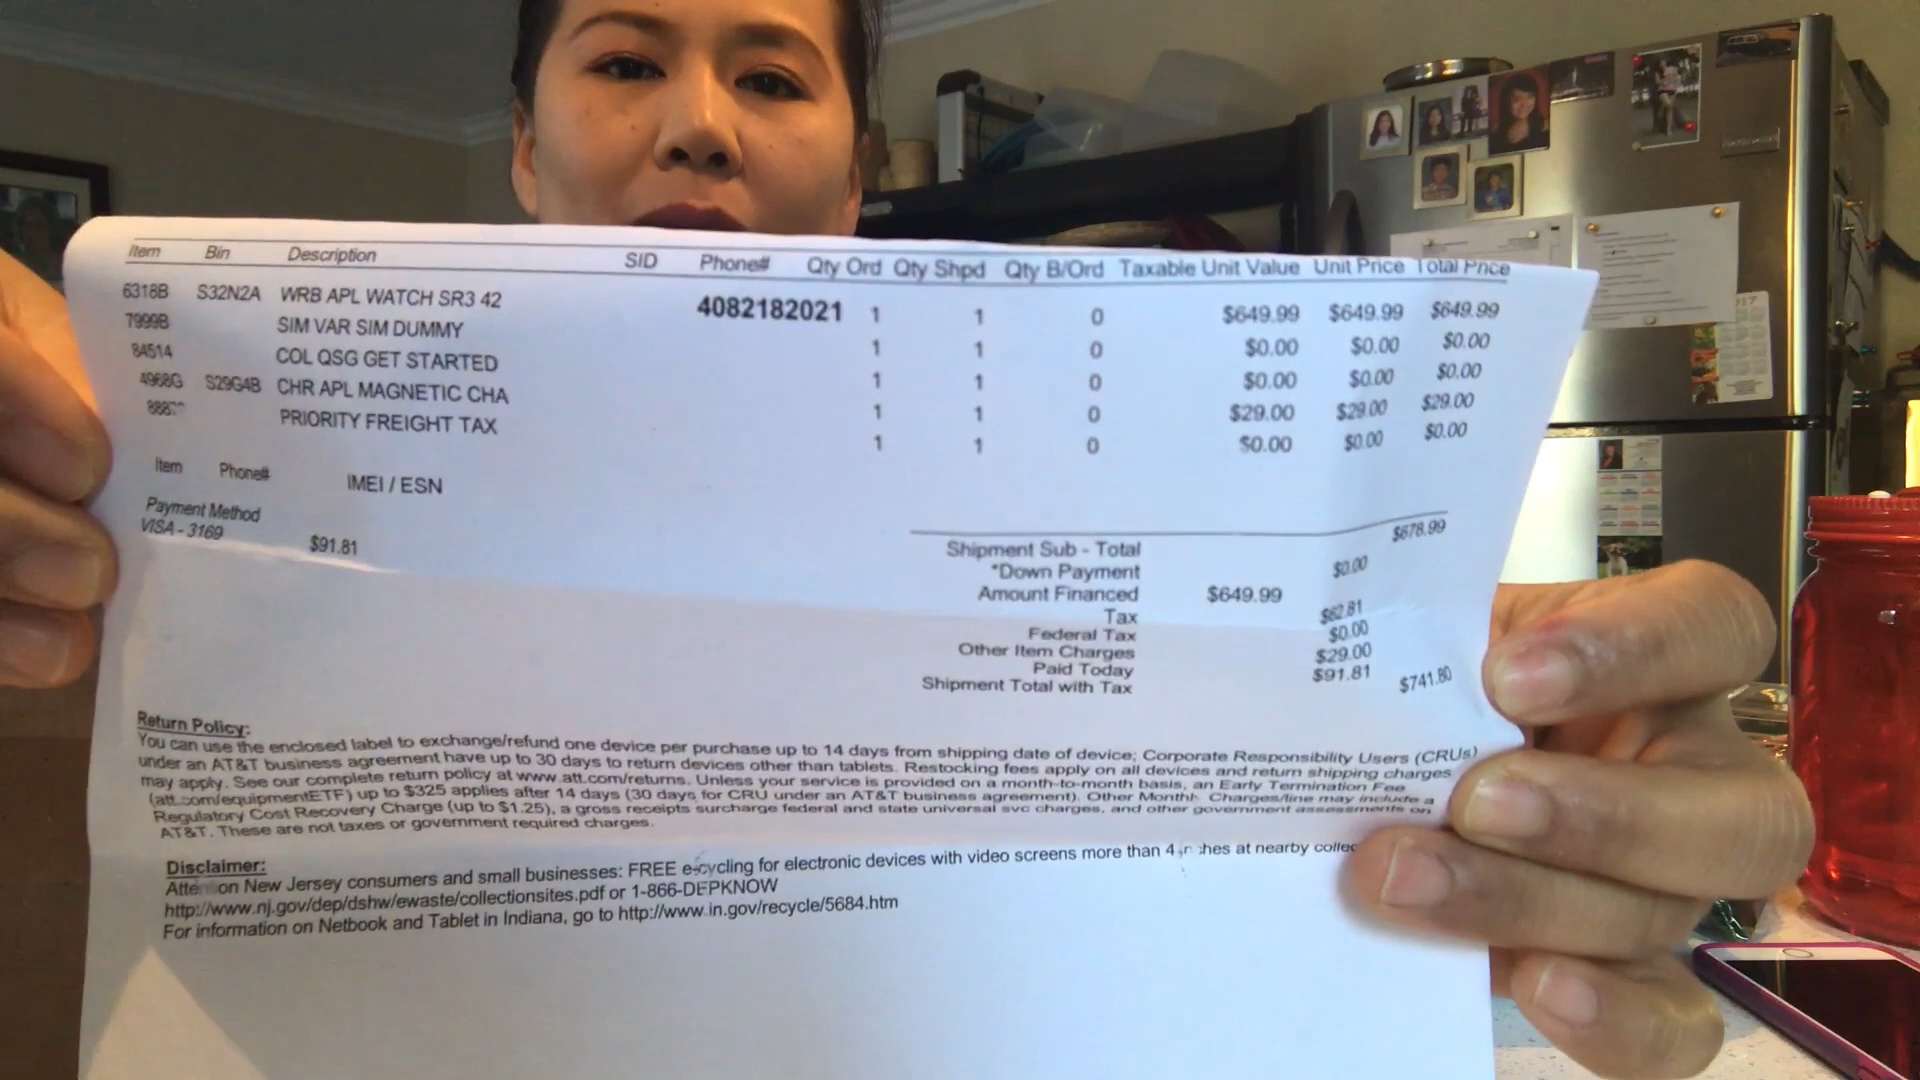 Item Bin Description SID Phone# Qty Ord Qty Shpd Qty B/Ord Taxable Unit Value Unit Price Total Price
6318B S32N2A WRB APL WATCH SR3 42 4082182021 1 1 0 $649.99 $649.99 $649.99
7999B SIM VAR SIM DUMMY 1 1 0 $0.00 $0.00 $0.00
84514 COL QSG GET STARTED 1 1 0 $0.00 $0.00 $0.00
4968G S29G4B CHR APL MAGNETIC CHA 1 1 0 $29.00 $29.00 $29.00
PRIORITY FREIGHT TAX 1 1 0 $0.00 $0.00 $0.00
Item Phone# IMEI / ESN
Payment Method
VISA - 3169 $91.81
Shipment Sub - Total $678.99
*Down Payment $0.00
Amount Financed $649.99
Tax $62.81
Federal Tax $0.00
Other Item Charges $29.00
Paid Today $91.81
Shipment Total with Tax $741.80
Return Policy:
You can use the enclosed label to exchange/refund one device per purchase up to 14 days from shipping date of device; Corporate Responsibility Users (CRUs)
under an AT&T business agreement have up to 30 days to return devices other than tablets. Restocking fees apply on all devices and return shipping charges
may apply. See our complete return policy at www.att.com/returns. Unless your service is provided on a month-to-month basis, an Early Termination Fee
(att.com/equipmentETF) up to $325 applies after 14 days (30 days for CRU under an AT&T business agreement). Other Monthly Charges/line may include a
Regulatory Cost Recovery Charge (up to $1.25), a gross receipts surcharge federal and state universal svc charges, and other government assessments on
AT&T. These are not taxes or government required charges.
Disclaimer:
Attention New Jersey consumers and small businesses: FREE e-cycling for electronic devices with video screens more than 4 inches at nearby
http://www.nj.gov/dep/dshw/ewaste/collectionsites.pdf or 1-866-DEPKNOW
For information on Netbook and Tablet in Indiana, go to http://www.in.gov/recycle/5684.htm